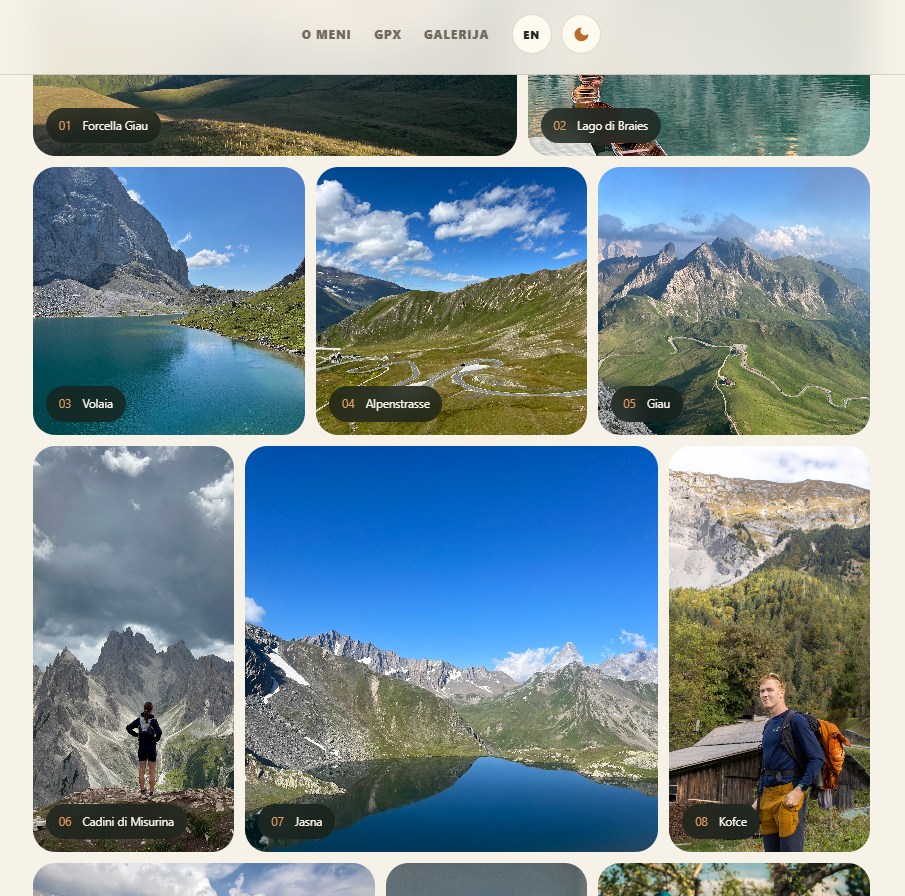 O MENI GPX GALERIJA EN
01 Forcella Giau
02 Lago di Braies
03 Volaia
04 Alpenstrasse
05 Giau
06 Cadini di Misurina
07 Jasna
08 Kofce